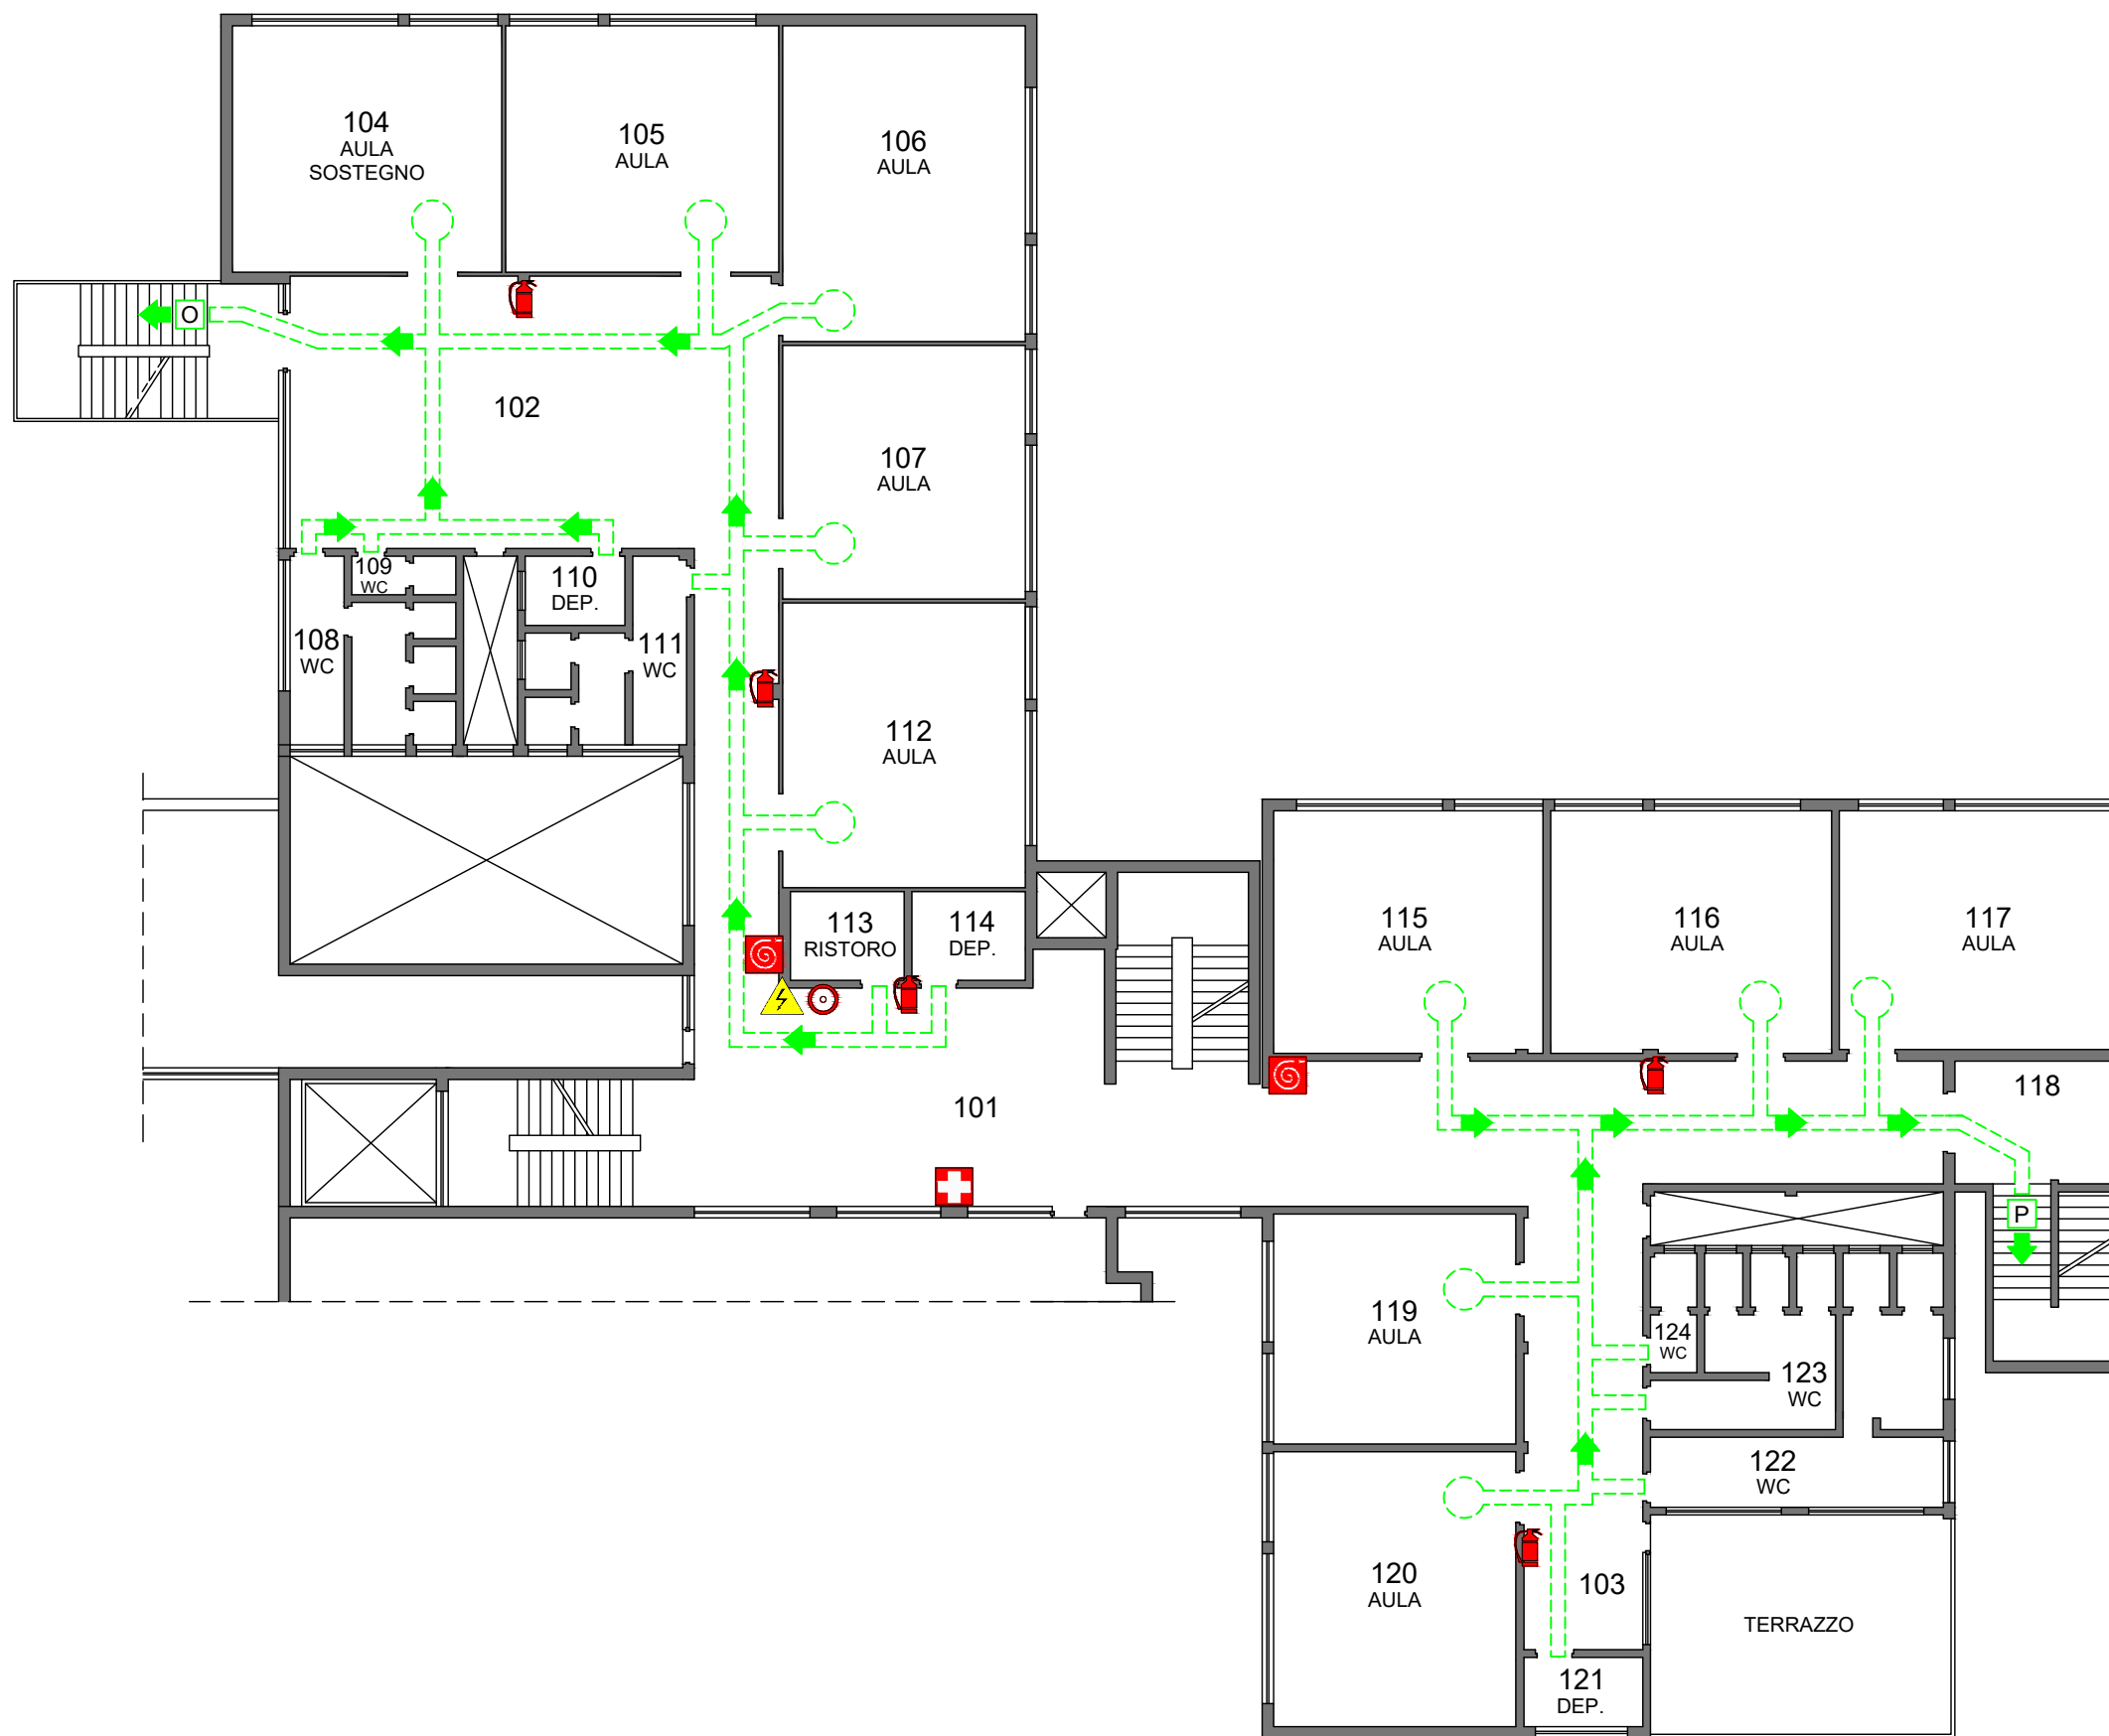 104
AULA
SOSTEGNO
105
AULA
106
AULA
O
102
107
AULA
109
WC
110
DEP.
108
WC
111
WC
112
AULA
113
RISTORO
114
DEP.
115
AULA
116
AULA
117
AULA
118
101
P
119
AULA
124
WC
123
WC
122
WC
120
AULA
103
TERRAZZO
121
DEP.